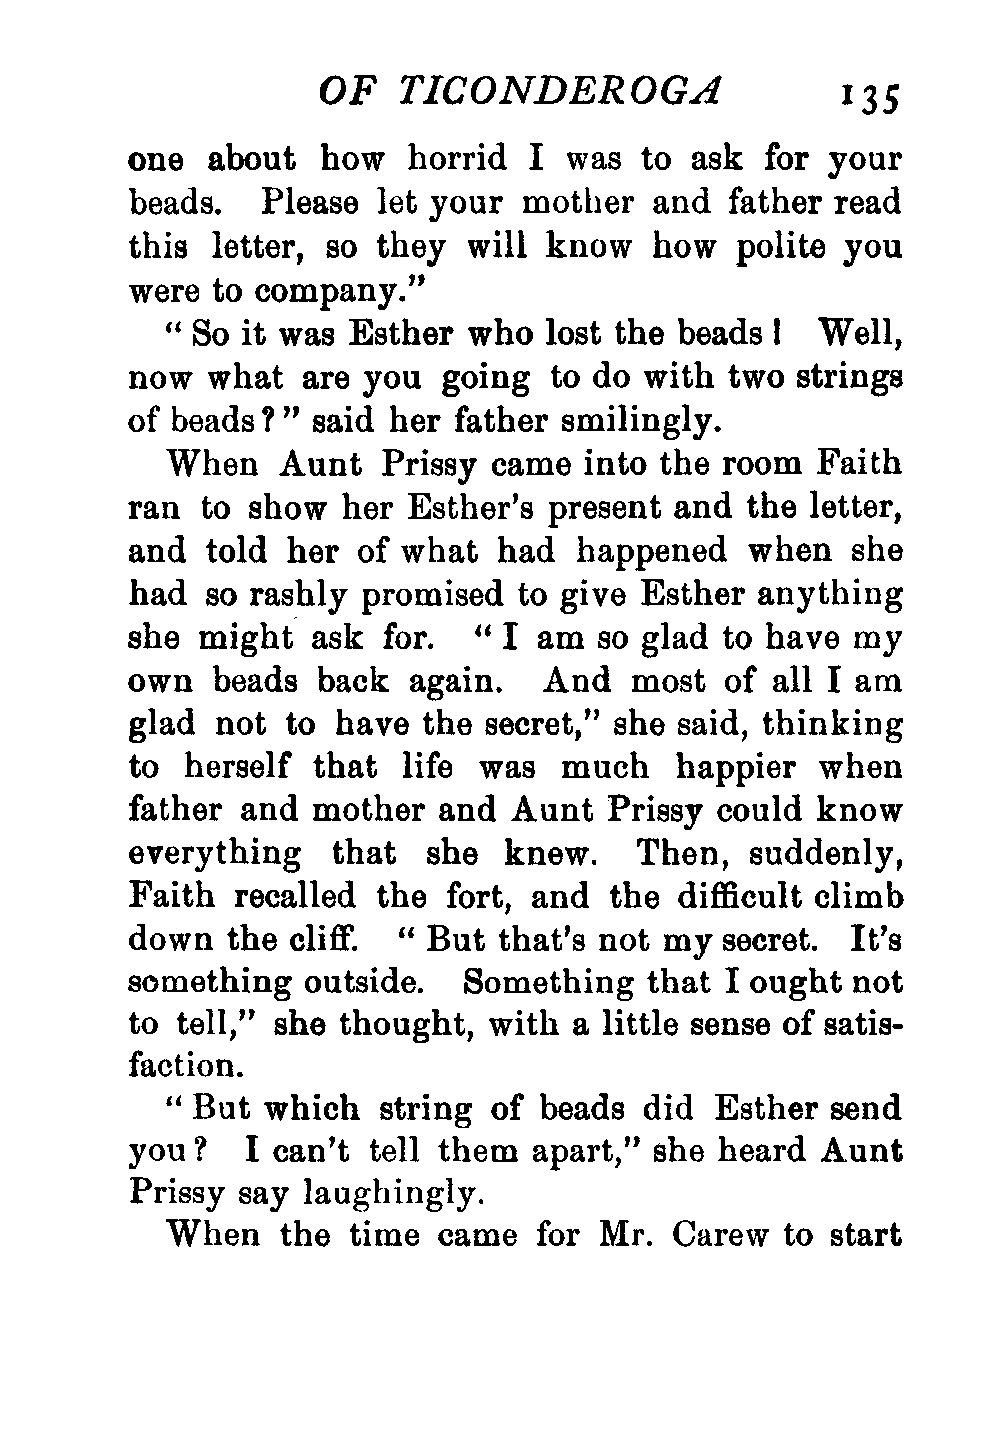 OF TICONDEROGA 135
one about how horrid I was to ask for your
beads. Please let your mother and father read
this letter, so they will know how polite you
were to company.”
“ So it was Esther who lost the beads ! Well,
now what are you going to do with two strings
of beads ? ” said her father smilingly.
When Aunt Prissy came into the room Faith
ran to show her Esther’s present and the letter,
and told her of what had happened when she
had so rashly promised to give Esther anything
she might ask for. “ I am so glad to have my
own beads back again. And most of all I am
glad not to have the secret,” she said, thinking
to herself that life was much happier when
father and mother and Aunt Prissy could know
everything that she knew. Then, suddenly,
Faith recalled the fort, and the difficult climb
down the cliff. “ But that’s not my secret. It’s
something outside. Something that I ought not
to tell,” she thought, with a little sense of satis-
faction.
“ But which string of beads did Esther send
you ? I can’t tell them apart,” she heard Aunt
Prissy say laughingly.
When the time came for Mr. Carew to start